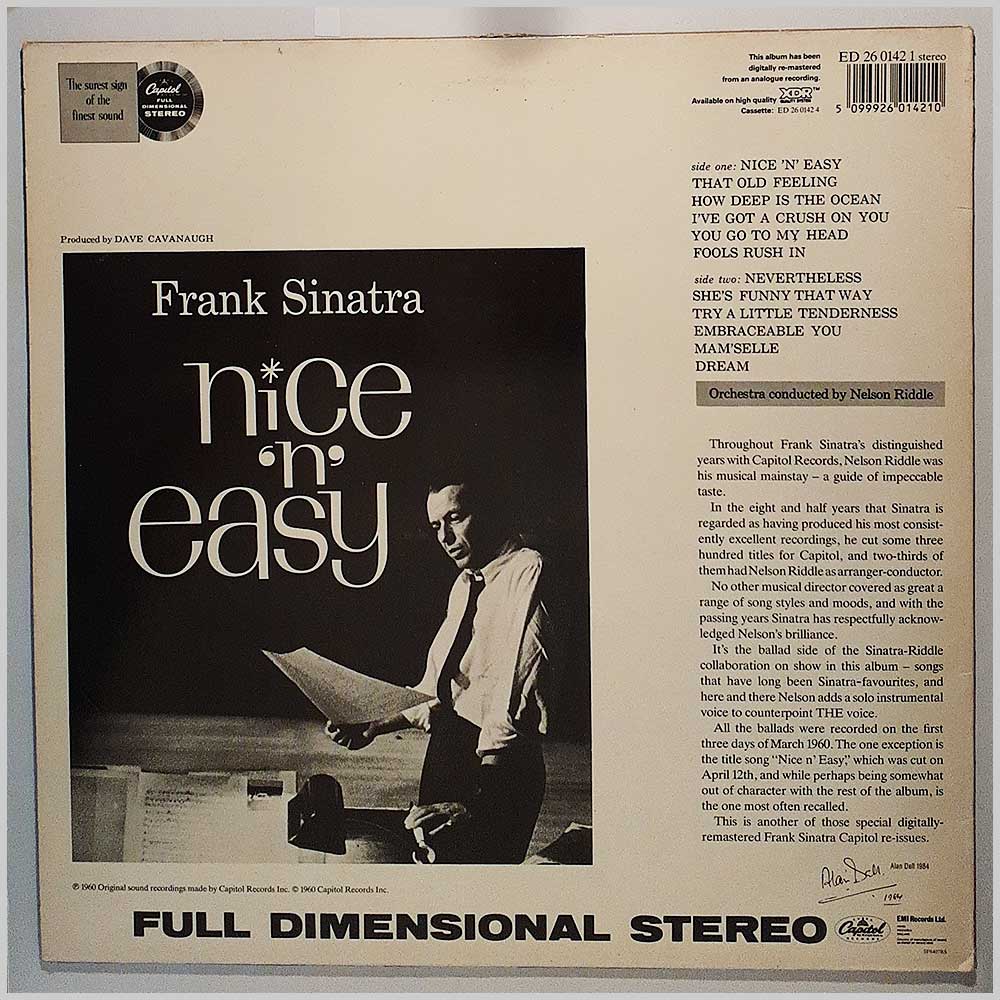 The surest sign
of the
finest sound
Capitol
FULL
DIMENSIONAL
STEREO
This album has been
digitally re-mastered
from an analogue recording.
Available on high quality XDR™
Cassette: ED 26 0142 4
ED 26 0142 1 stereo
5 099926 014210
side one: NICE 'N' EASY
THAT OLD FEELING
HOW DEEP IS THE OCEAN
I'VE GOT A CRUSH ON YOU
YOU GO TO MY HEAD
FOOLS RUSH IN
side two: NEVERTHELESS
SHE'S FUNNY THAT WAY
TRY A LITTLE TENDERNESS
EMBRACEABLE YOU
MAM'SELLE
DREAM
Orchestra conducted by Nelson Riddle
Produced by DAVE CAVANAUGH
Frank Sinatra
nice
'n'
easy
Throughout Frank Sinatra's distinguished
years with Capitol Records, Nelson Riddle was
his musical mainstay – a guide of impeccable
taste.
In the eight and half years that Sinatra is
regarded as having produced his most consist-
ently excellent recordings, he cut some three
hundred titles for Capitol, and two-thirds of
them had Nelson Riddle as arranger-conductor.
No other musical director covered as great a
range of song styles and moods, and with the
passing years Sinatra has respectfully acknow-
ledged Nelson's brilliance.
It's the ballad side of the Sinatra-Riddle
collaboration on show in this album – songs
that have long been Sinatra-favourites, and
here and there Nelson adds a solo instrumental
voice to counterpoint THE voice.
All the ballads were recorded on the first
three days of March 1960. The one exception is
the title song "Nice n' Easy," which was cut on
April 12th, and while perhaps being somewhat
out of character with the rest of the album, is
the one most often recalled.
This is another of those special digitally-
remastered Frank Sinatra Capitol re-issues.
Alan Dell.
Alan Dell 1984
1984
℗ 1960 Original sound recordings made by Capitol Records Inc. © 1960 Capitol Records Inc.
FULL DIMENSIONAL STEREO
Capitol
RECORDS
EMI Records Ltd.